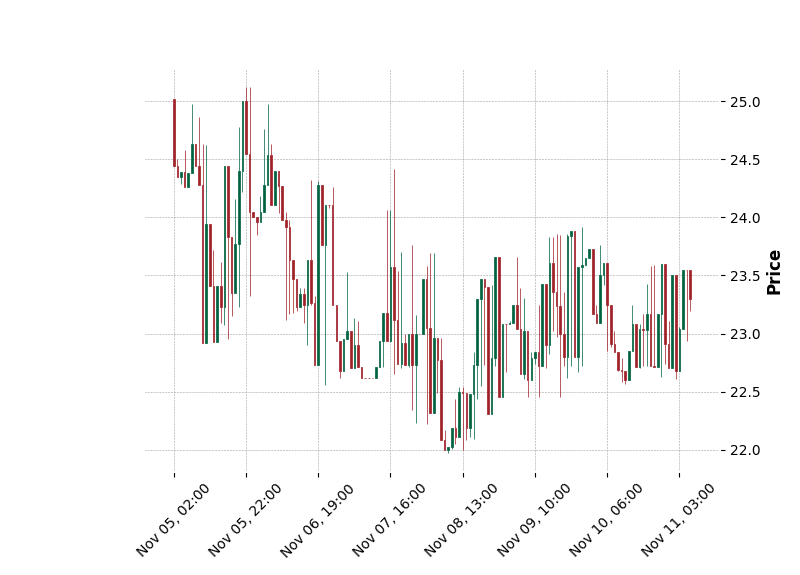 25.0
24.5
24.0
23.5
23.0
22.5
22.0
Price
Nov 05, 02:00
Nov 05, 22:00
Nov 06, 19:00
Nov 07, 16:00
Nov 08, 13:00
Nov 09, 10:00
Nov 10, 06:00
Nov 11, 03:00